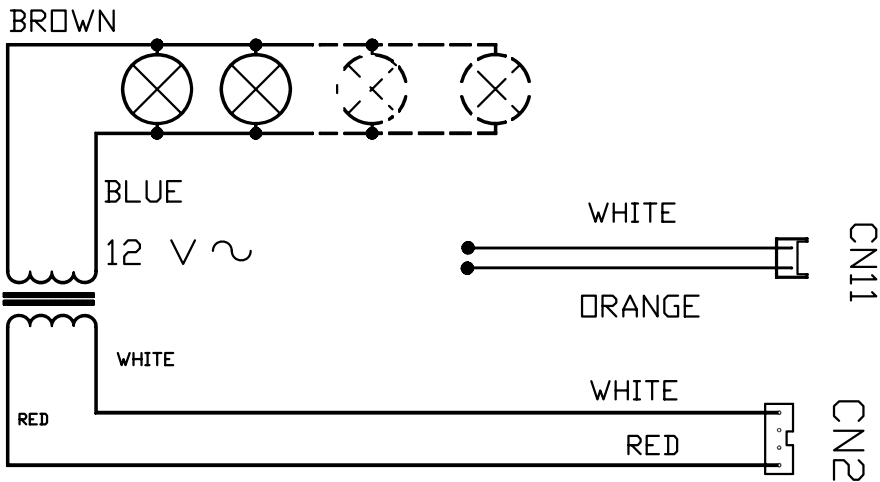 BROWN
BLUE
12 V ~
WHITE
ORANGE
CN11
WHITE
RED
WHITE
RED
CN2